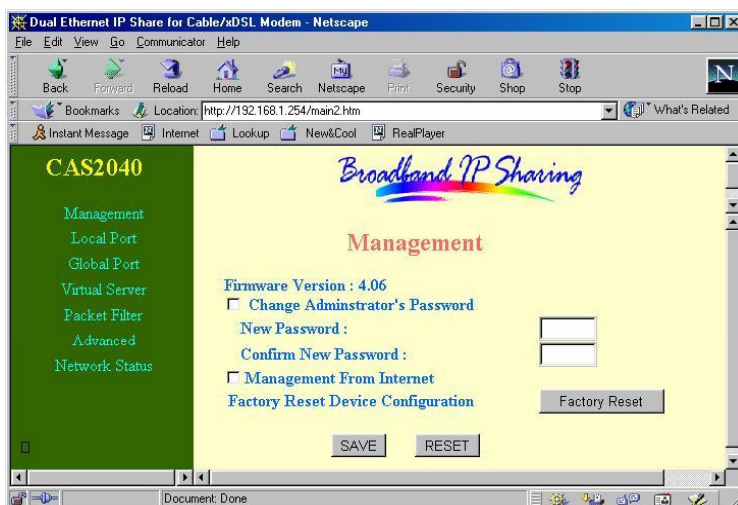 Dual Ethernet IP Share for Cable/xDSL Modem - Netscape
File Edit View Go Communicator Help
Back Forward Reload Home Search Netscape Print Security Shop Stop
My
N
Bookmarks Location: http://192.168.1.254/main2.htm What's Related
Instant Message Internet Lookup New&Cool RealPlayer
CAS2040
Management
Local Port
Global Port
Virtual Server
Packet Filter
Advanced
Network Status
Broadband IP Sharing
Management
Firmware Version : 4.06
Change Adminstrator's Password
New Password :
Confirm New Password :
Management From Internet
Factory Reset Device Configuration Factory Reset
SAVE RESET
Document: Done